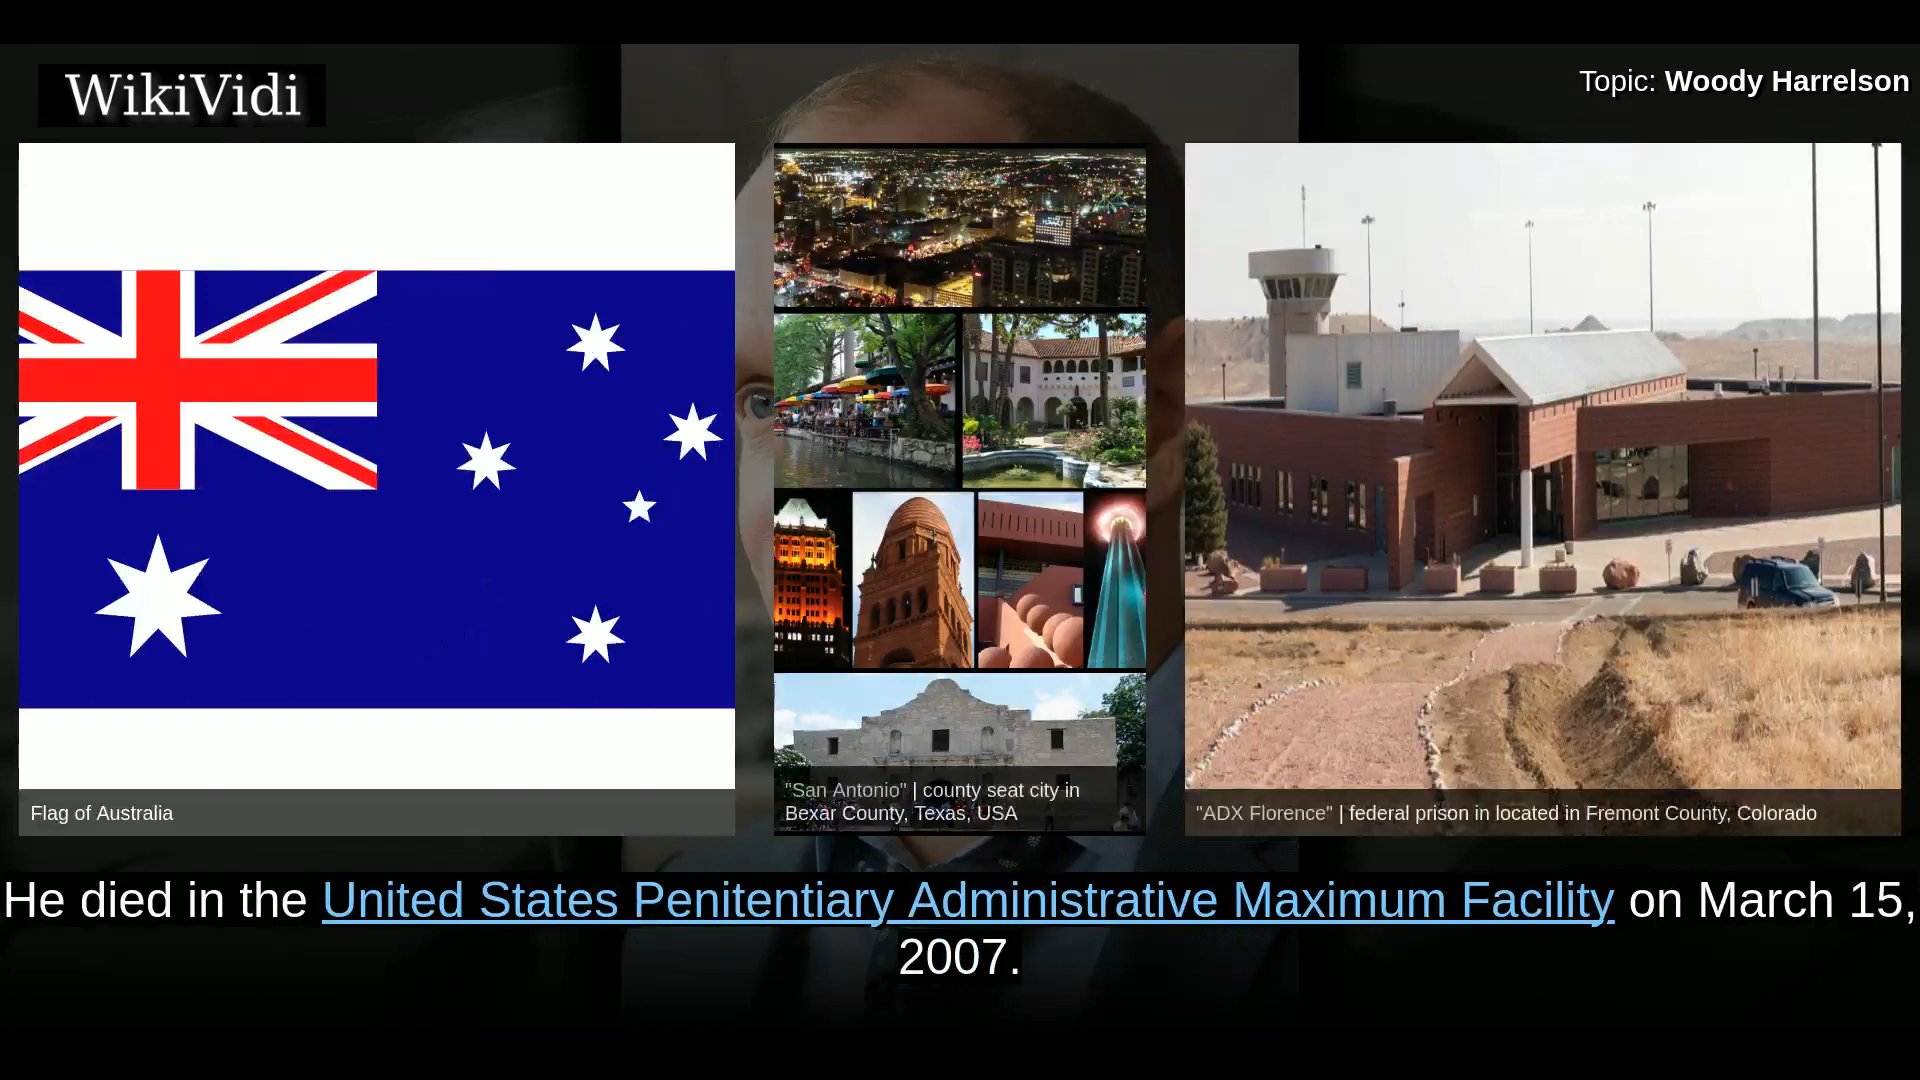 WikiVidi
Topic: Woody Harrelson
Flag of Australia
"San Antonio" | county seat city in
Bexar County, Texas, USA
"ADX Florence" | federal prison in located in Fremont County, Colorado
He died in the United States Penitentiary Administrative Maximum Facility on March 15,
2007.